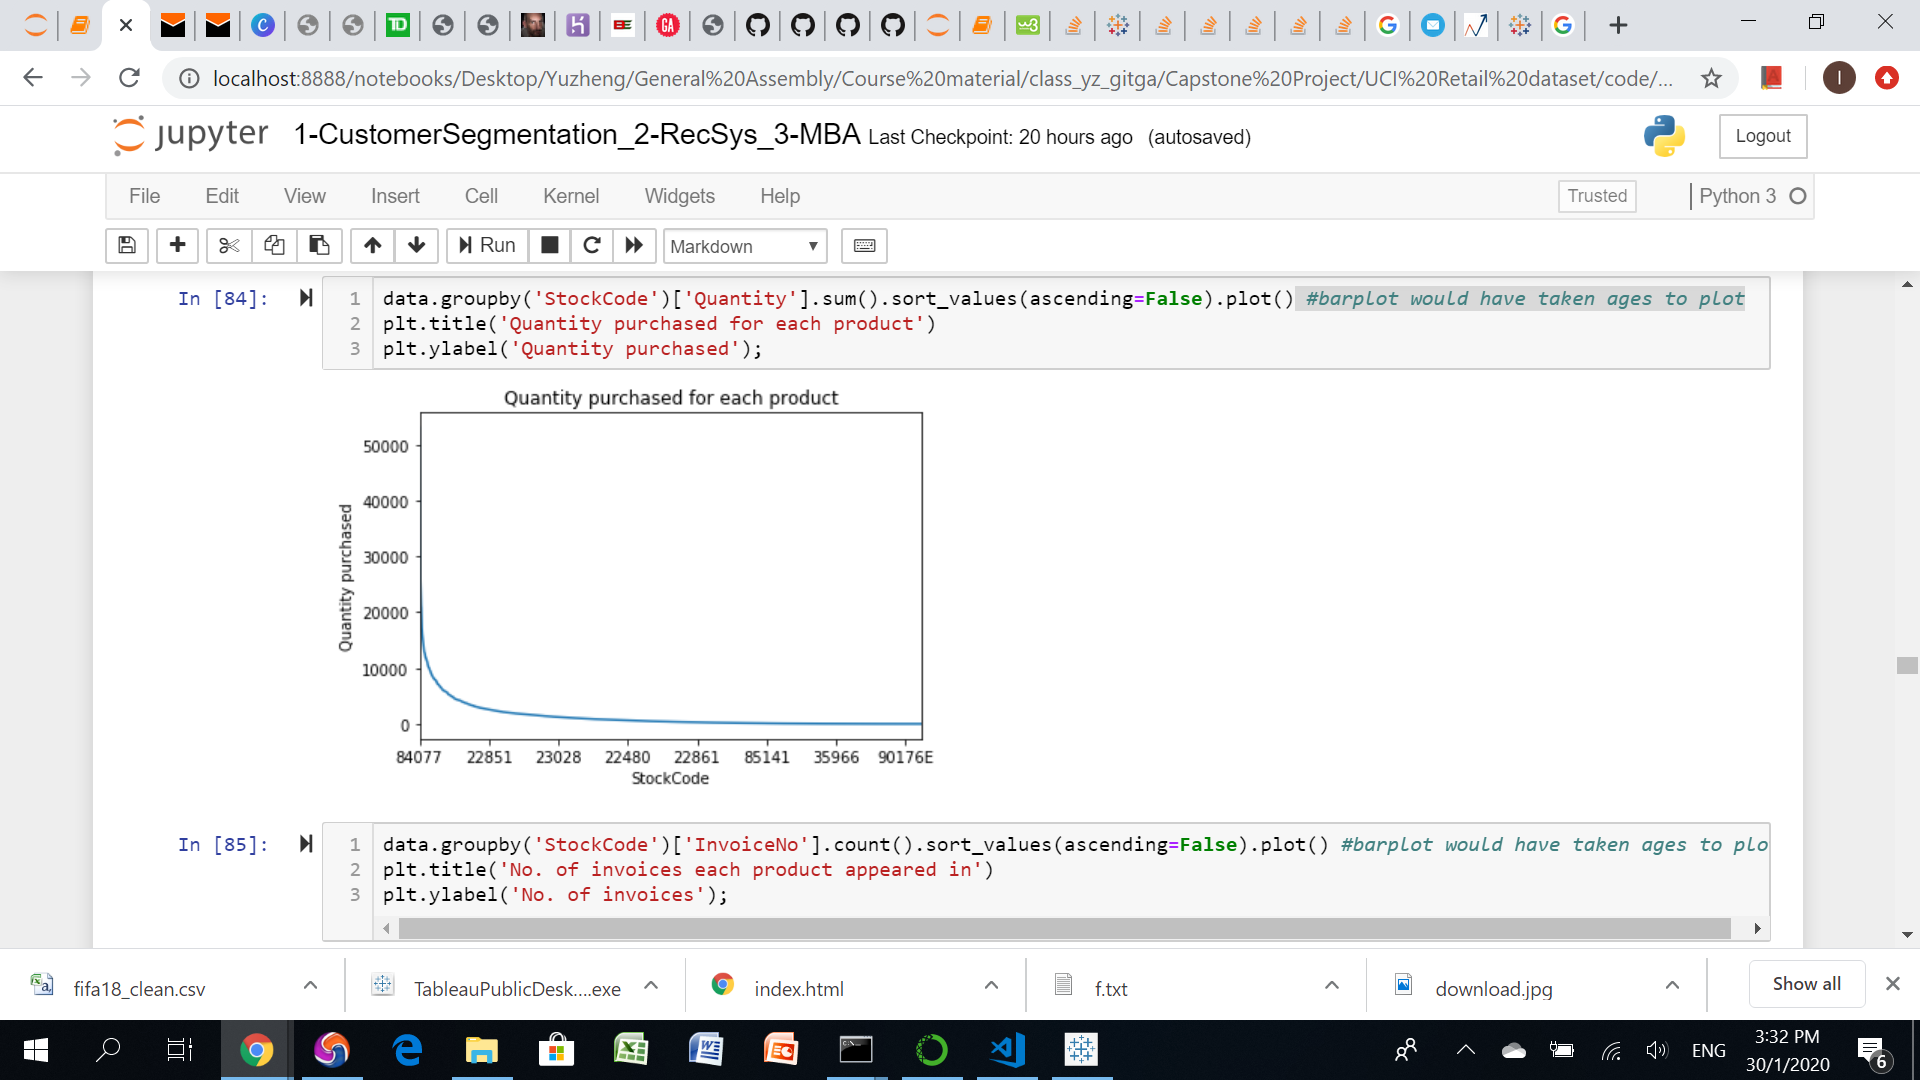 localhost:8888/notebooks/Desktop/Yuzheng/General%20Assembly/Course%20material/class_yz_gitga/Capstone%20Project/UCI%20Retail%20dataset/code/...
I
jupyter 1-CustomerSegmentation_2-RecSys_3-MBA Last Checkpoint: 20 hours ago (autosaved)
Logout
File Edit View Insert Cell Kernel Widgets Help
Trusted
Python 3
Run
Markdown
In [84]:
1 data.groupby('StockCode')['Quantity'].sum().sort_values(ascending=False).plot() #barplot would have taken ages to plot
2 plt.title('Quantity purchased for each product')
3 plt.ylabel('Quantity purchased');
Quantity purchased for each product
50000
40000
30000
20000
10000
0
Quantity purchased
84077 22851 23028 22480 22861 85141 35966 90176E
StockCode
In [85]:
1 data.groupby('StockCode')['InvoiceNo'].count().sort_values(ascending=False).plot() #barplot would have taken ages to plo
2 plt.title('No. of invoices each product appeared in')
3 plt.ylabel('No. of invoices');
fifa18_clean.csv
TableauPublicDesk....exe
index.html
f.txt
download.jpg
Show all
ENG
3:32 PM
30/1/2020
6